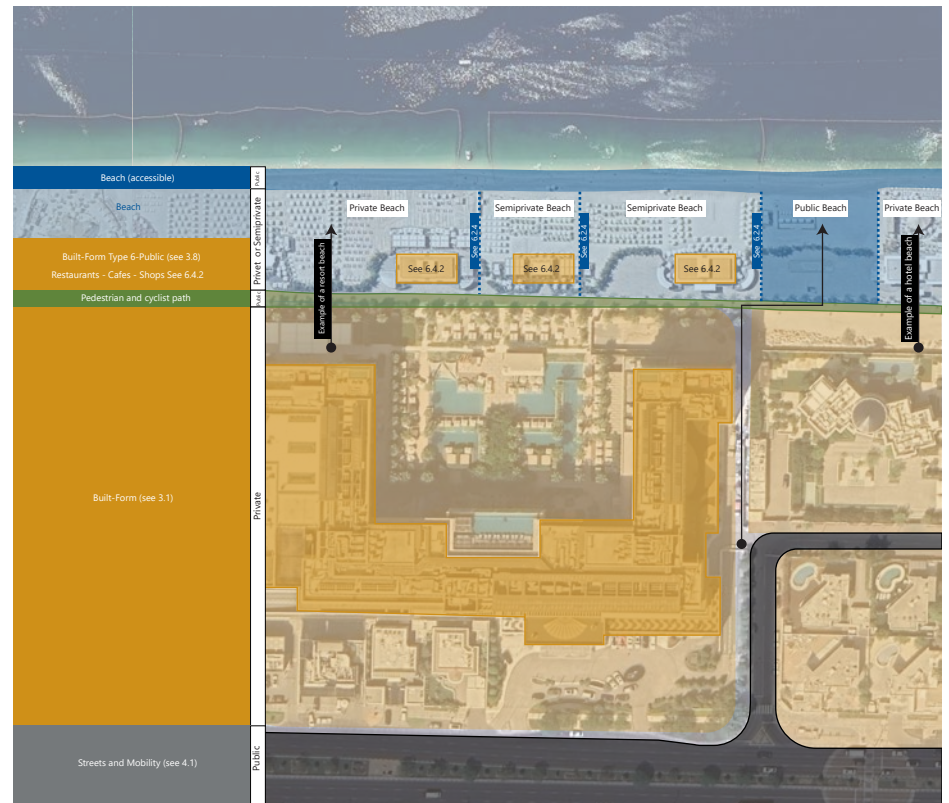 Beach (accessible)
Public
Beach
Privet or Semiprivate
Private Beach
Semiprivate Beach
Semiprivate Beach
Public Beach
Private Beach
See 6.2.4
See 6.2.4
See 6.2.4
Built-Form Type 6-Public (see 3.8)
Restaurants - Cafes - Shops See 6.4.2
See 6.4.2
See 6.4.2
See 6.4.2
Example of a resort beach
Example of a hotel beach
Pedestrian and cyclist path
Public
Built-Form (see 3.1)
Private
Streets and Mobility (see 4.1)
Public